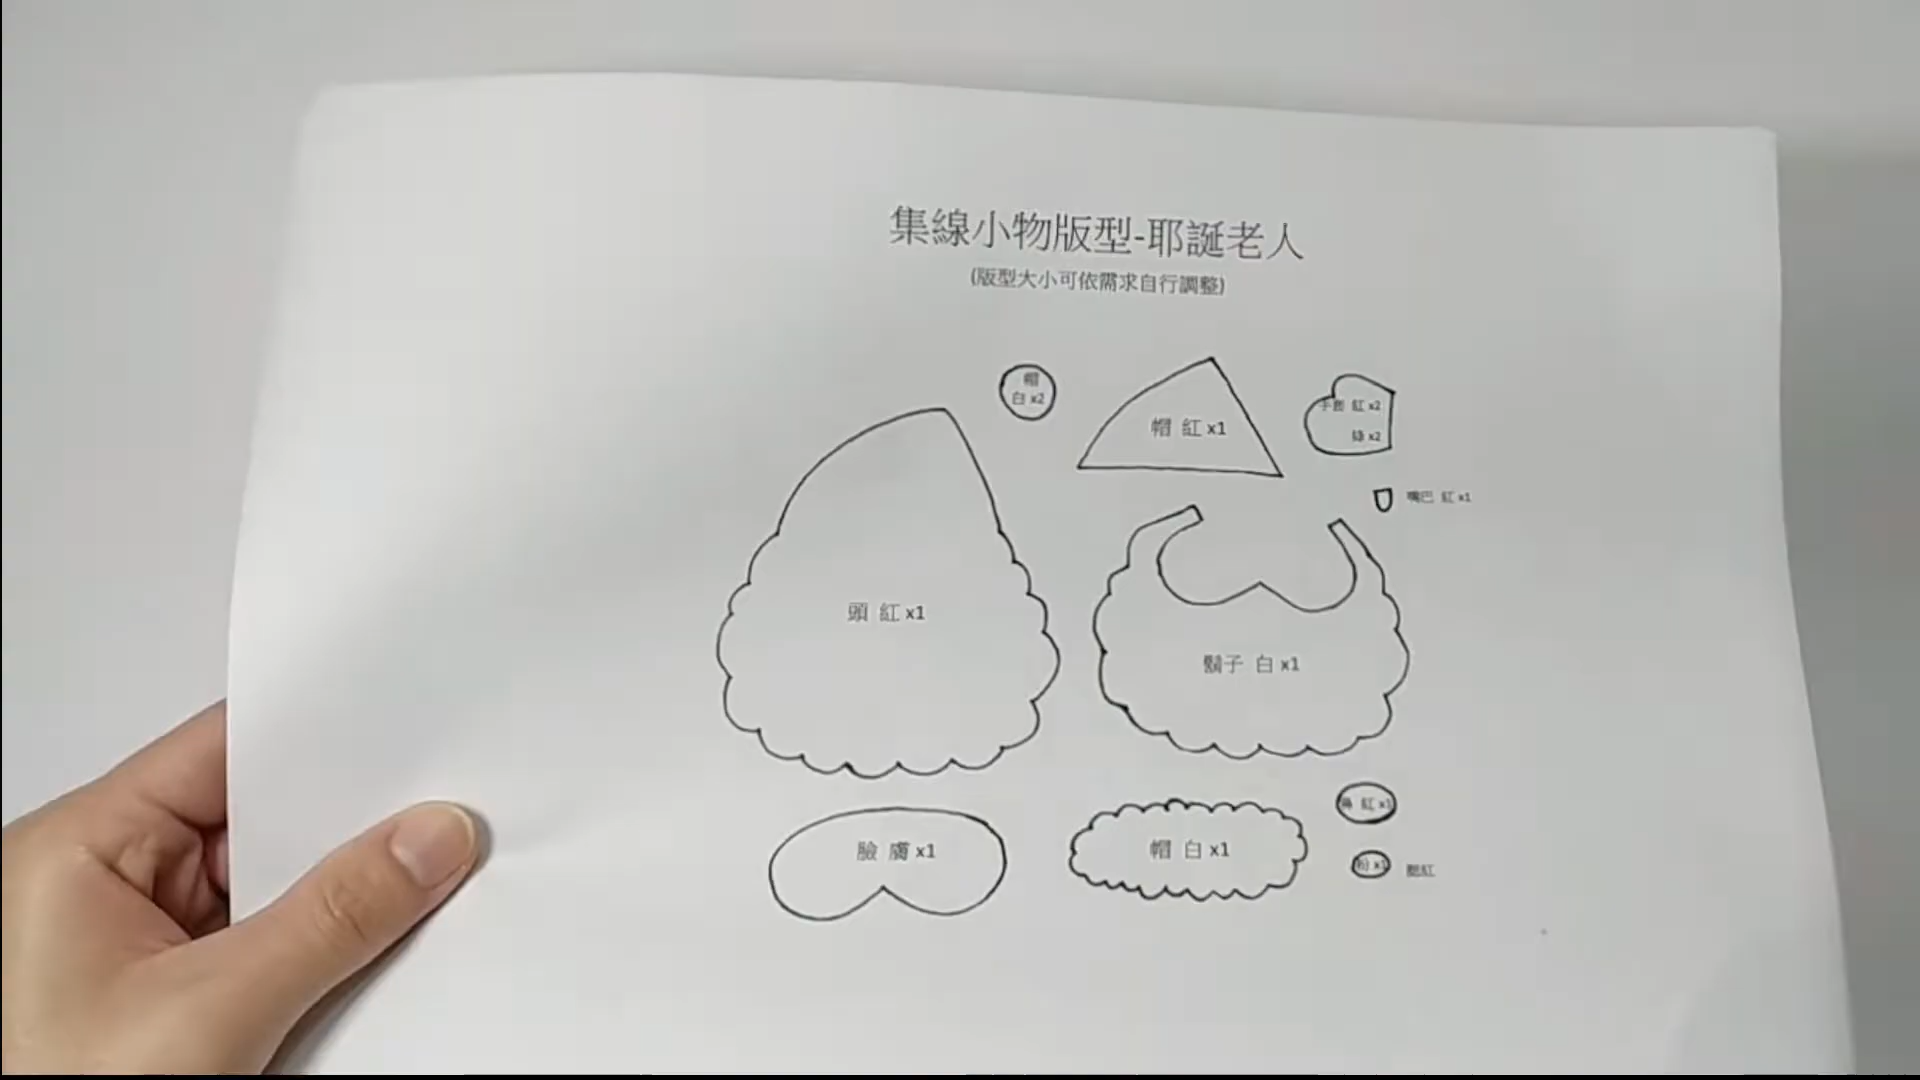 集線小物版型-耶誕老人
(版型大小可依需求自行調整)
帽
白 x2
帽 紅 x1
手套 紅 x2
綠 x2
嘴巴 紅 x1
頭 紅 x1
鬍子 白 x1
臉 膚 x1
帽 白 x1
鼻 紅 x1
粉 x1
腮紅